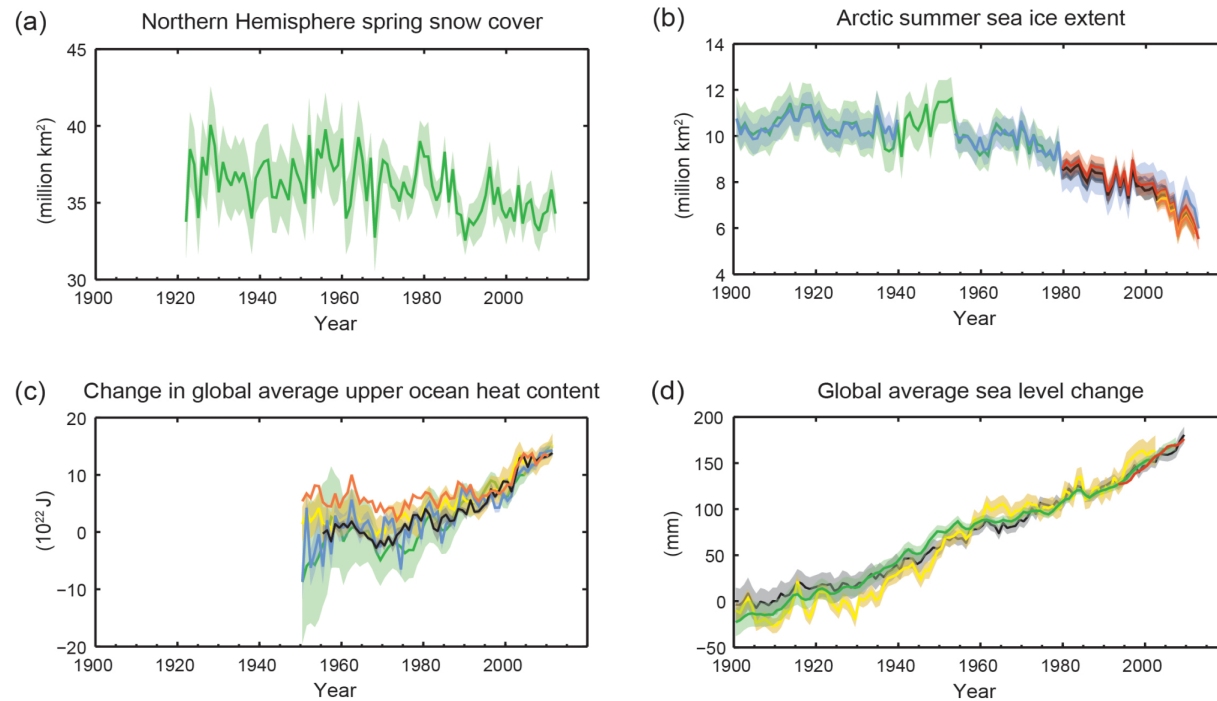 (a) Northern Hemisphere spring snow cover
45
40
35
30
(million km²)
1900 1920 1940 1960 1980 2000
Year
(b) Arctic summer sea ice extent
14
12
10
8
6
4
(million km²)
1900 1920 1940 1960 1980 2000
Year
(c) Change in global average upper ocean heat content
20
10
0
−10
−20
(10²² J)
1900 1920 1940 1960 1980 2000
Year
(d) Global average sea level change
200
150
100
50
0
−50
(mm)
1900 1920 1940 1960 1980 2000
Year